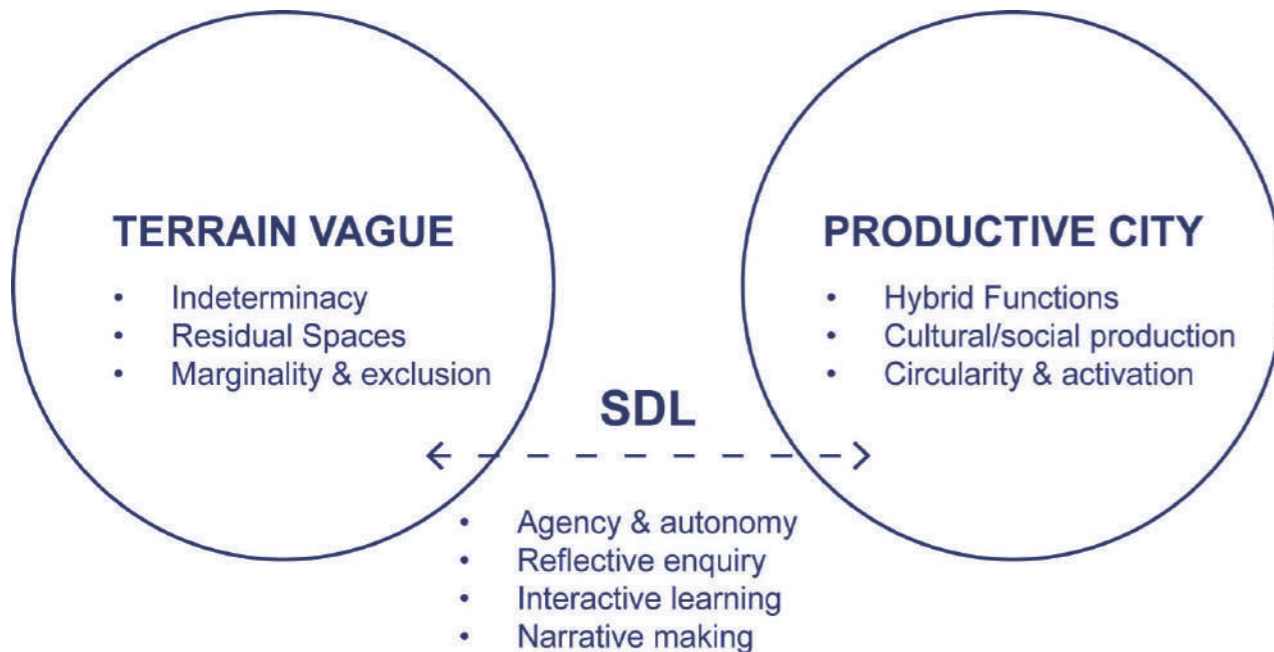 TERRAIN VAGUE
• Indeterminacy
• Residual Spaces
• Marginality & exclusion
PRODUCTIVE CITY
• Hybrid Functions
• Cultural/social production
• Circularity & activation
SDL
• Agency & autonomy
• Reflective enquiry
• Interactive learning
• Narrative making